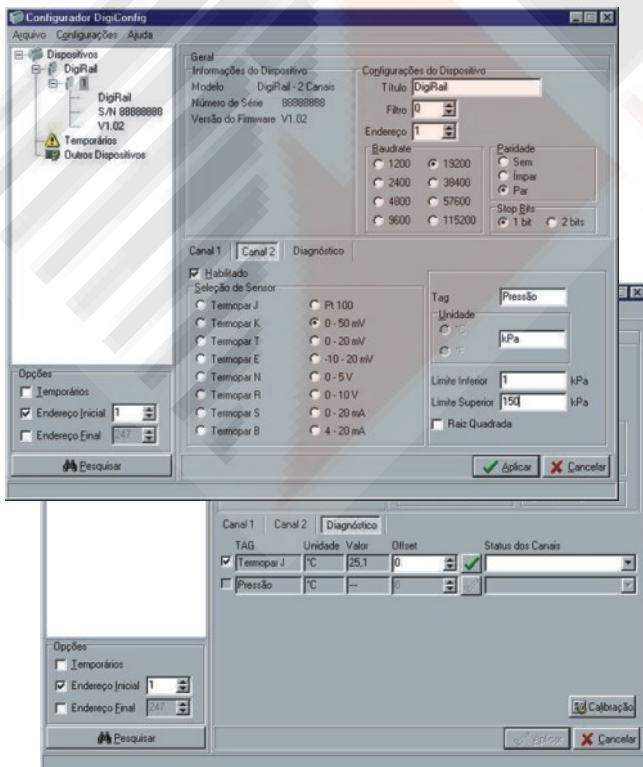 Configurador DigiConfig
Arquivo Configurações Ajuda
Dispositivos
DigiRail
1
DigiRail
S/N 88888888
V1.02
Temporários
Outros Dispositivos
Opções
Temporários
Endereço Inicial 1
Endereço Final 247
Pesquisar
Geral
Informações do Dispositivo
Modelo DigiRail - 2 Canais
Número de Série 88888888
Versão do Firmware V1.02
Configurações do Dispositivo
Título DigiRail
Filtro 0
Endereço 1
Baudrate
1200 19200
2400 38400
4800 57600
9600 115200
Paridade
Sem
Ímpar
Par
Stop Bits
1 bit 2 bits
Canal 1 Canal 2 Diagnóstico
Habilitado
Seleção de Sensor
Termopar J Pt 100
Termopar K 0 - 50 mV
Termopar T 0 - 20 mV
Termopar E -10 - 20 mV
Termopar N 0 - 5 V
Termopar R 0 - 10 V
Termopar S 0 - 20 mA
Termopar B 4 - 20 mA
Tag Pressão
Unidade
°C
°F
kPa
Limite Inferior 1 kPa
Limite Superior 150 kPa
Raiz Quadrada
Aplicar Cancelar
Canal 1 Canal 2 Diagnóstico
TAG Unidade Valor Offset Status dos Canais
Termopar J °C 25,1 0
Pressão °C --- 0
Opções
Temporários
Endereço Inicial 1
Endereço Final 247
Pesquisar
Calibração
Aplicar Cancelar